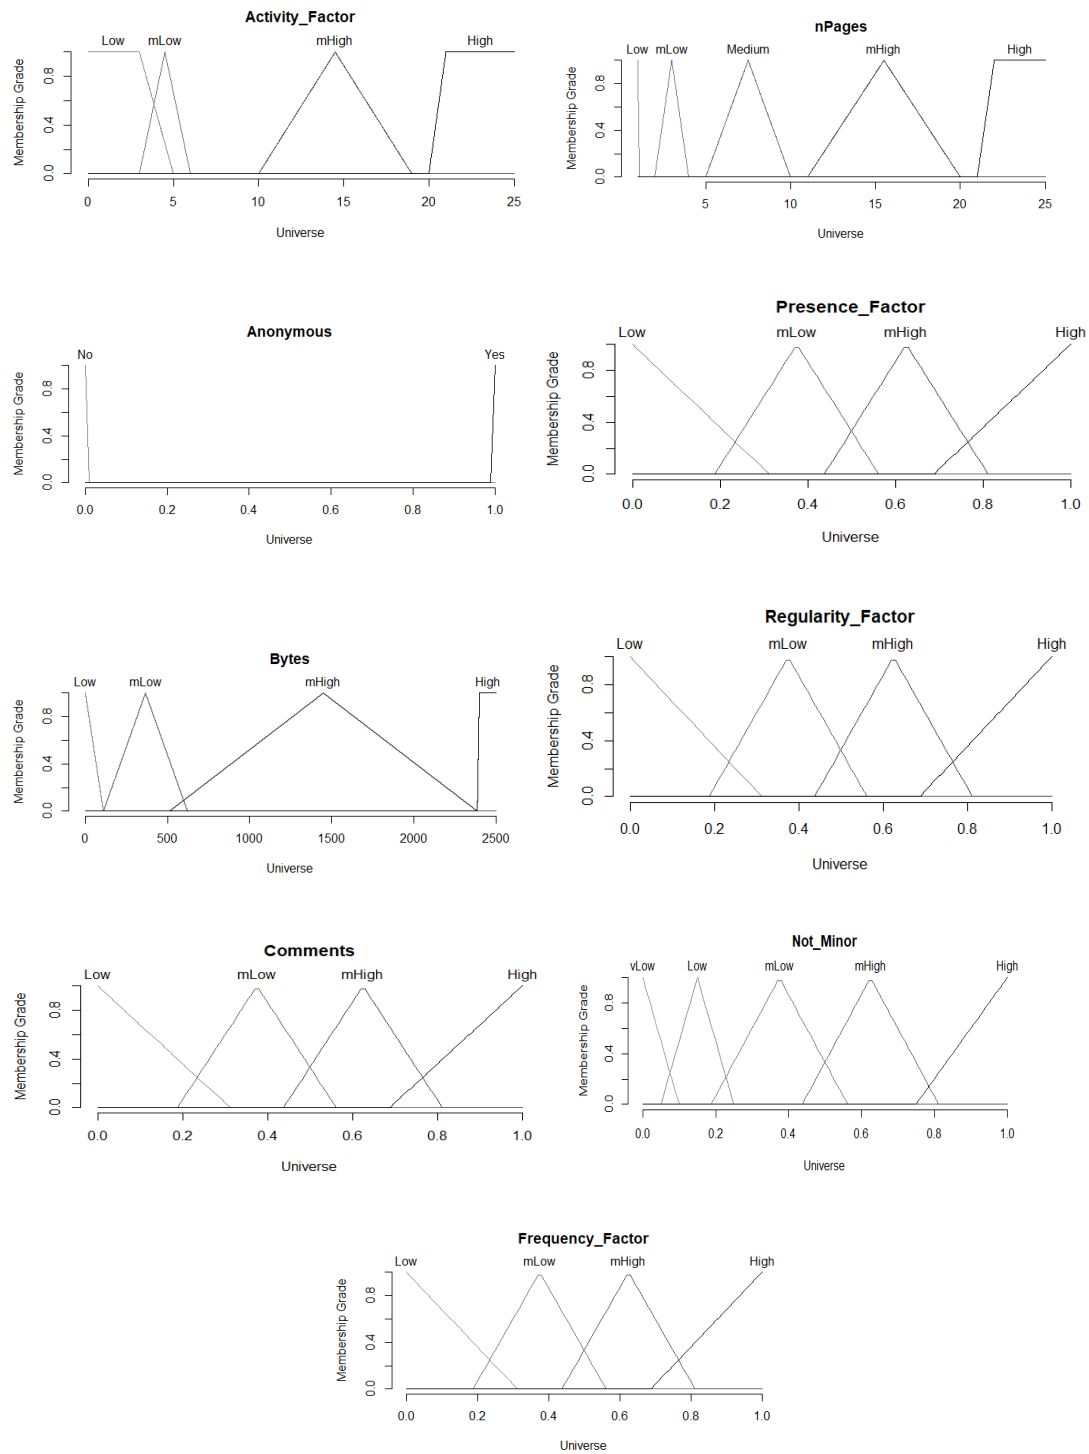 Activity_Factor
Low mLow mHigh High
Membership Grade
0.0 0.4 0.8
0 5 10 15 20 25
Universe
nPages
Low mLow Medium mHigh High
Membership Grade
0.0 0.4 0.8
5 10 15 20 25
Universe
Anonymous
No Yes
Membership Grade
0.0 0.4 0.8
0.0 0.2 0.4 0.6 0.8 1.0
Universe
Presence_Factor
Low mLow mHigh High
Membership Grade
0.0 0.4 0.8
0.0 0.2 0.4 0.6 0.8 1.0
Universe
Bytes
Low mLow mHigh High
Membership Grade
0.0 0.4 0.8
0 500 1000 1500 2000 2500
Universe
Regularity_Factor
Low mLow mHigh High
Membership Grade
0.0 0.4 0.8
0.0 0.2 0.4 0.6 0.8 1.0
Universe
Comments
Low mLow mHigh High
Membership Grade
0.0 0.4 0.8
0.0 0.2 0.4 0.6 0.8 1.0
Universe
Not_Minor
vLow Low mLow mHigh High
Membership Grade
0.0 0.4 0.8
0.0 0.2 0.4 0.6 0.8 1.0
Universe
Frequency_Factor
Low mLow mHigh High
Membership Grade
0.0 0.4 0.8
0.0 0.2 0.4 0.6 0.8 1.0
Universe